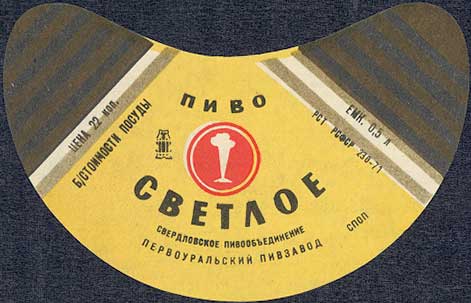 ПИВО
СВЕТЛОЕ
СВЕРДЛОВСКОЕ ПИВООБЪЕДИНЕНИЕ
ПЕРВОУРАЛЬСКИЙ ПИВЗАВОД
ЦЕНА 22 КОП.
Б/СТОИМОСТИ ПОСУДЫ
ЕМК. 0,5 л
РСТ РСФСР 230-71
СПОП